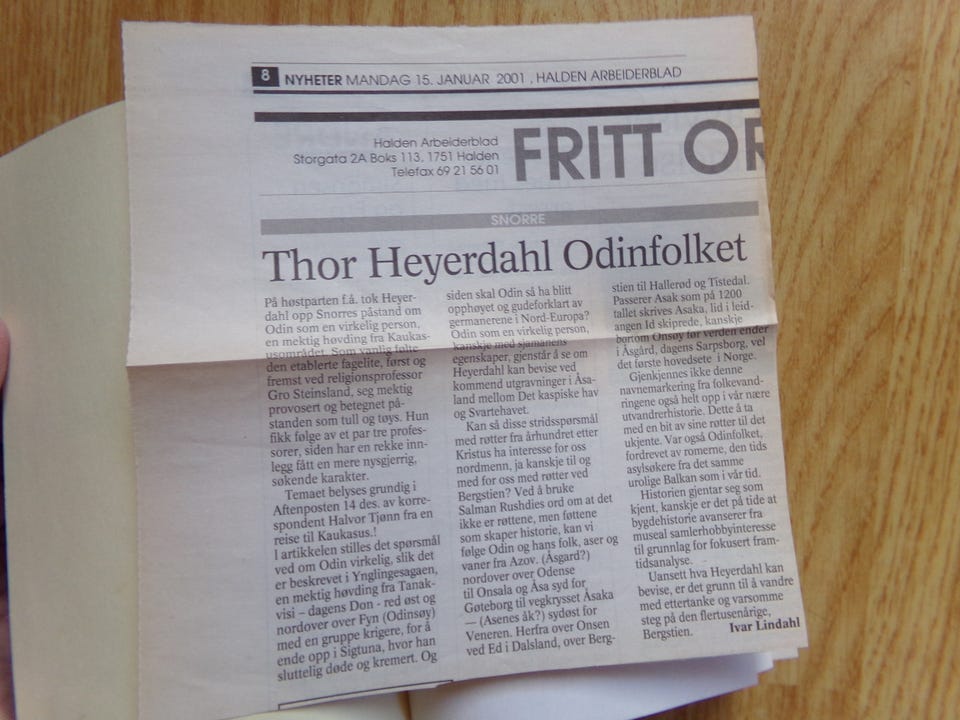 8 NYHETER MANDAG 15. JANUAR 2001 , HALDEN ARBEIDERBLAD
Halden Arbeiderblad
Storgata 2A Boks 113. 1751 Halden
Telefax 69 21 56 01
FRITT OR
SNORRE
Thor Heyerdahl Odinfolket
På høstparten f.å. tok Heyer-
dahl opp Snorres påstand om
Odin som en virkelig person,
en mektig høvding fra Kaukas-
usområdet. Som vanlig følte
den etablerte fagelite, først og
fremst ved religionsprofessor
Gro Steinsland, seg mektig
provosert og betegnet på-
standen som tull og tøys. Hun
fikk følge av et par tre profes-
sorer, siden har en rekke inn-
legg fått en mere nysgjerrig,
søkende karakter.
Temaet belyses grundig i
Aftenposten 14 des. av korre-
spondent Halvor Tjønn fra en
reise til Kaukasus.!
I artikkelen stilles det spørsmål
ved om Odin virkelig, slik det
er beskrevet i Ynglingesagaen,
en mektig høvding fra Tanak-
visi – dagens Don - red øst og
nordover over Fyn (Odinsøy)
med en gruppe krigere, for å
ende opp i Sigtuna, hvor han
sluttelig døde og kremert. Og
siden skal Odin så ha blitt
opphøyet og gudeforklart av
germanerene i Nord-Europa?
Odin som en virkelig person,
kanskje med sjamanens
egenskaper, gjenstår å se om
Heyerdahl kan bevise ved
kommend utgravninger i Åsa-
land mellom Det kaspiske hav
og Svartehavet.
Kan så disse stridsspørsmål
med røtter fra århundret etter
Kristus ha interesse for oss
nordmenn, ja kanskje til og
med for oss med røtter ved
Bergstien? Ved å bruke
Salman Rushdies ord om at det
ikke er røttene, men føttene
som skaper historie, kan vi
følge Odin og hans folk, aser og
vaner fra Azov. (Åsgard?)
nordover over Odense
til Onsala og Åsa syd for
Gøteborg til vegkrysset Åsaka
— (Asenes åk?) sydøst for
Veneren. Herfra over Onsen
ved Ed i Dalsland, over Berg-
stien til Hallerød og Tistedal.
Passerer Asak som på 1200
tallet skrives Asaka, lid i leid-
angen Id skiprede, kanskje
bortom Onsøy før verden ender
i Åsgård, dagens Sarpsborg, vel
det første hovedsete i Norge.
Gjenkjennes ikke denne
navnemarkering fra folkevand-
ringene også helt opp i vår nære
utvandrerhistorie. Dette å ta
med en bit av sine røtter til det
ukjente. Var også Odinfolket,
fordrevet av romerne, den tids
asylsøkere fra det samme
urolige Balkan som i vår tid.
Historien gjentar seg som
kjent, kanskje er det på tide at
bygdehistorie avanserer fra
museal samlerhobbyinteresse
til grunnlag for fokusert fram-
tidsanalyse.
Uansett hva Heyerdahl kan
bevise, er det grunn til å vandre
med ettertanke og varsomme
steg på den flertusenårige,
Bergstien.
Ivar Lindahl